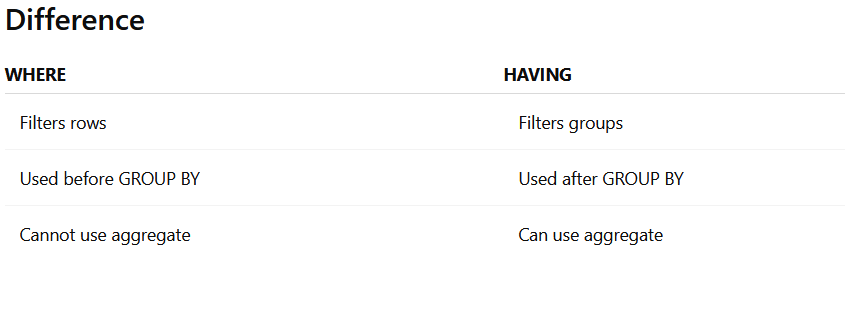 Difference
WHERE HAVING
Filters rows Filters groups
Used before GROUP BY Used after GROUP BY
Cannot use aggregate Can use aggregate